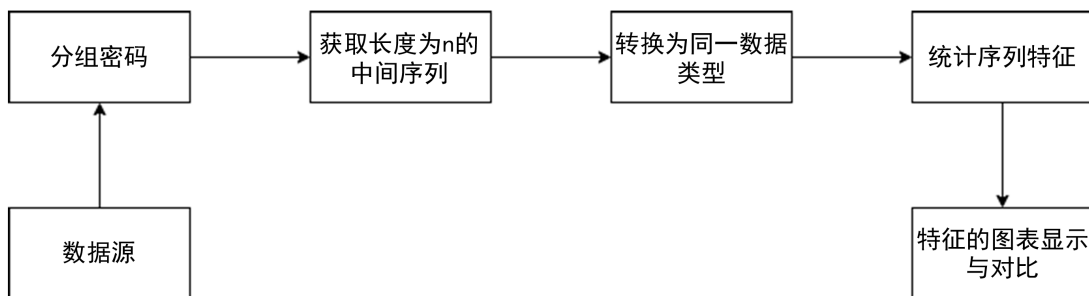 分组密码
获取长度为n的
中间序列
转换为同一数据
类型
统计序列特征
数据源
特征的图表显示
与对比